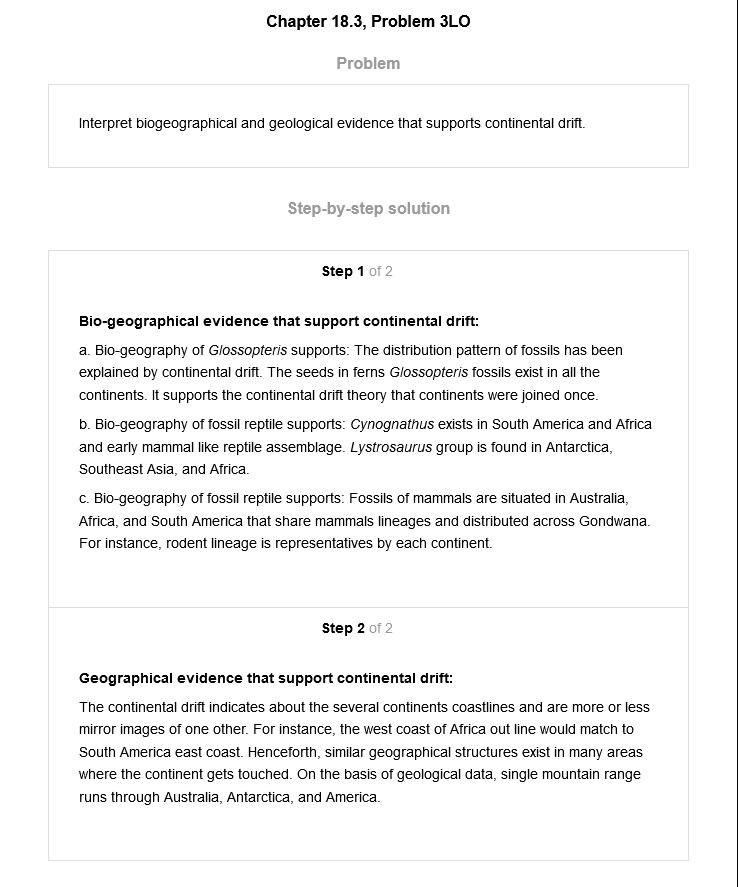 Chapter 18.3, Problem 3LO
Problem
Interpret biogeographical and geological evidence that supports continental drift.
Step-by-step solution
Step 1 of 2
Bio-geographical evidence that support continental drift:
a. Bio-geography of Glossopteris supports: The distribution pattern of fossils has been
explained by continental drift. The seeds in ferns Glossopteris fossils exist in all the
continents. It supports the continental drift theory that continents were joined once.
b. Bio-geography of fossil reptile supports: Cynognathus exists in South America and Africa
and early mammal like reptile assemblage. Lystrosaurus group is found in Antarctica,
Southeast Asia, and Africa.
c. Bio-geography of fossil reptile supports: Fossils of mammals are situated in Australia,
Africa, and South America that share mammals lineages and distributed across Gondwana.
For instance, rodent lineage is representatives by each continent.
Step 2 of 2
Geographical evidence that support continental drift:
The continental drift indicates about the several continents coastlines and are more or less
mirror images of one other. For instance, the west coast of Africa out line would match to
South America east coast. Henceforth, similar geographical structures exist in many areas
where the continent gets touched. On the basis of geological data, single mountain range
runs through Australia, Antarctica, and America.